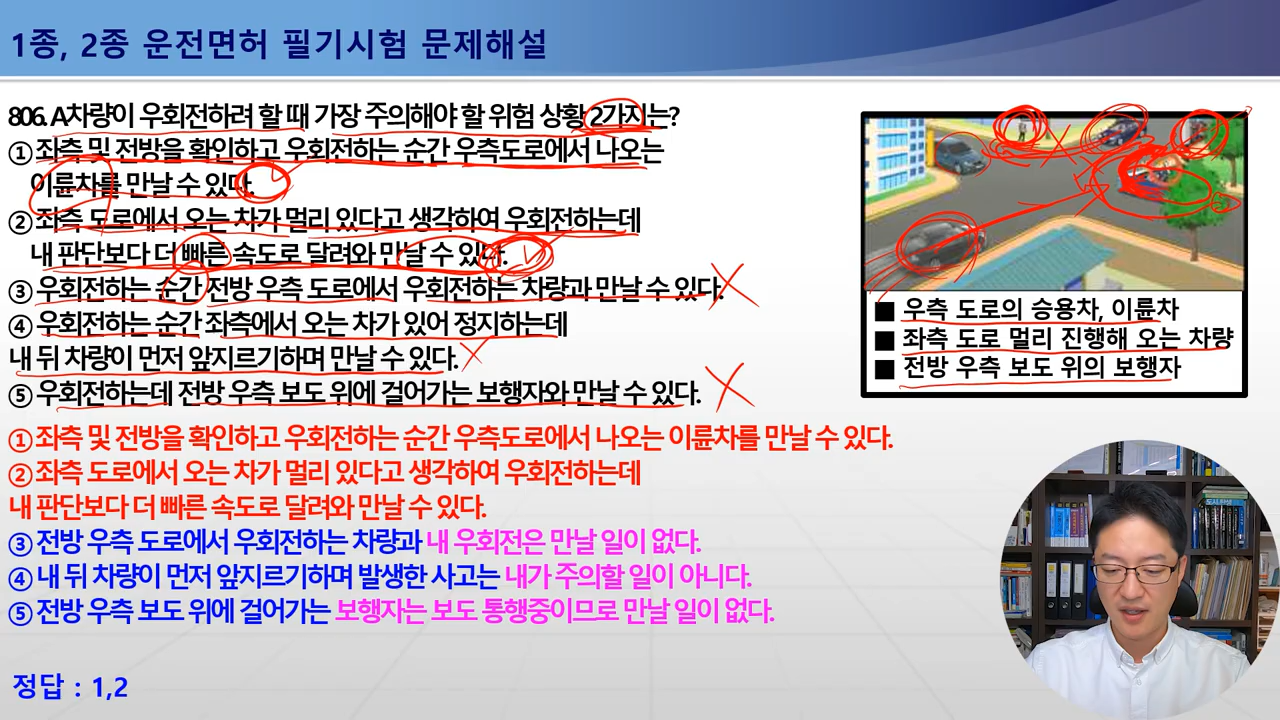 1종, 2종 운전면허 필기시험 문제해설
806. A차량이 우회전하려 할 때 가장 주의해야 할 위험 상황 2가지는?
① 좌측 및 전방을 확인하고 우회전하는 순간 우측도로에서 나오는
이륜차를 만날 수 있다.
② 좌측 도로에서 오는 차가 멀리 있다고 생각하여 우회전하는데
내 판단보다 더 빠른 속도로 달려와 만날 수 있다.
③ 우회전하는 순간 전방 우측 도로에서 우회전하는 차량과 만날 수 있다.
④ 우회전하는 순간 좌측에서 오는 차가 있어 정지하는데
내 뒤 차량이 먼저 앞지르기하며 만날 수 있다.
⑤ 우회전하는데 전방 우측 보도 위에 걸어가는 보행자와 만날 수 있다.
■ 우측 도로의 승용차, 이륜차
■ 좌측 도로 멀리 진행해 오는 차량
■ 전방 우측 보도 위의 보행자
① 좌측 및 전방을 확인하고 우회전하는 순간 우측도로에서 나오는 이륜차를 만날 수 있다.
② 좌측 도로에서 오는 차가 멀리 있다고 생각하여 우회전하는데
내 판단보다 더 빠른 속도로 달려와 만날 수 있다.
③ 전방 우측 도로에서 우회전하는 차량과 내 우회전은 만날 일이 없다.
④ 내 뒤 차량이 먼저 앞지르기하며 발생한 사고는 내가 주의할 일이 아니다.
⑤ 전방 우측 보도 위에 걸어가는 보행자는 보도 통행중이므로 만날 일이 없다.
정답 : 1,2